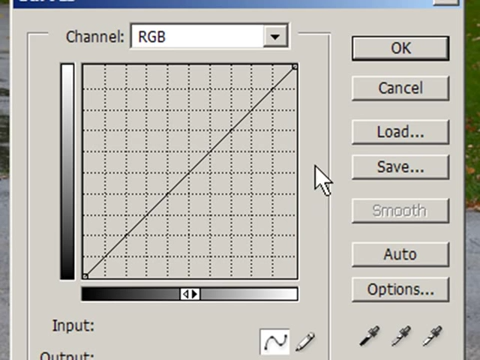 Channel: RGB
OK
Cancel
Load...
Save...
Smooth
Auto
Options...
Input:
Output: